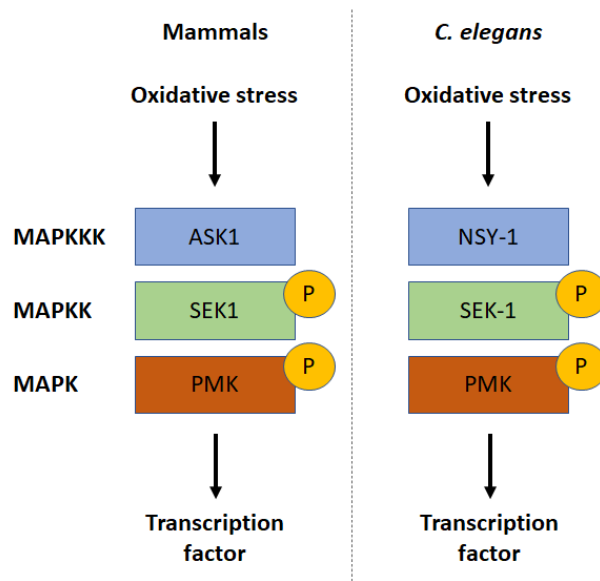 Mammals
C. elegans
Oxidative stress
Oxidative stress
MAPKKK
ASK1
NSY-1
MAPKK
SEK1
P
SEK-1
P
MAPK
PMK
P
PMK
P
Transcription
factor
Transcription
factor